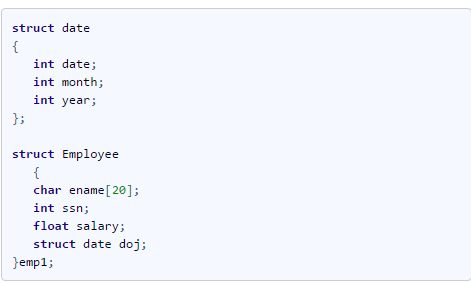 struct date
{
int date;
int month;
int year;
};
struct Employee
{
char ename[20];
int ssn;
float salary;
struct date doj;
}emp1;